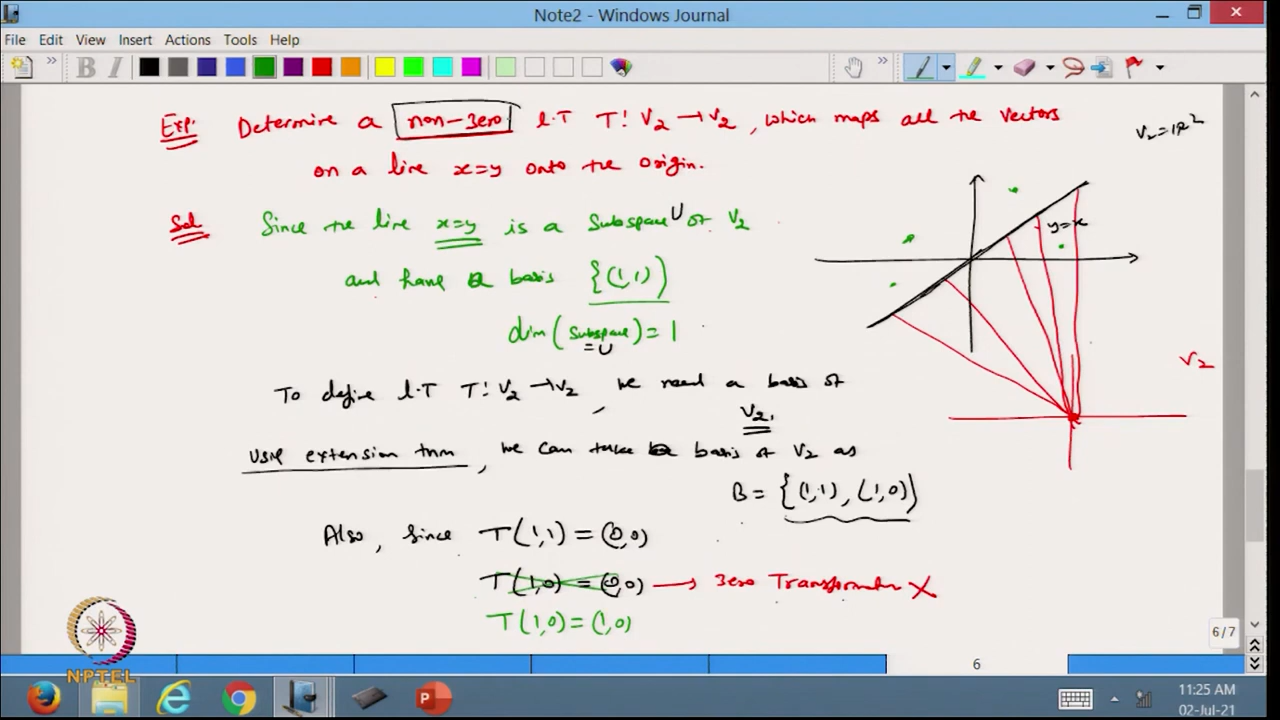 Note2 - Windows Journal
File Edit View Insert Actions Tools Help
Exp: Determine a non-zero l.T T: V2 → V2, which maps all the vectors
on a line x=y onto the origin.
V2 = IR^2
Sol Since the line x=y is a Subspace U of V2
and have a basis {(1,1)}
dim(Subspace) = 1
= U
y=x
V2
To define l.T T: V2 → V2, we need a basis of
V2.
Using extension thm, we can take basis of V2 as
B = {(1,1), (1,0)}
Also, since T(1,1) = (0,0)
T(1,0) = (0,0) → Zero Transformation X
T(1,0) = (1,0)
6/7
6
NPTEL
11:25 AM
02-Jul-21